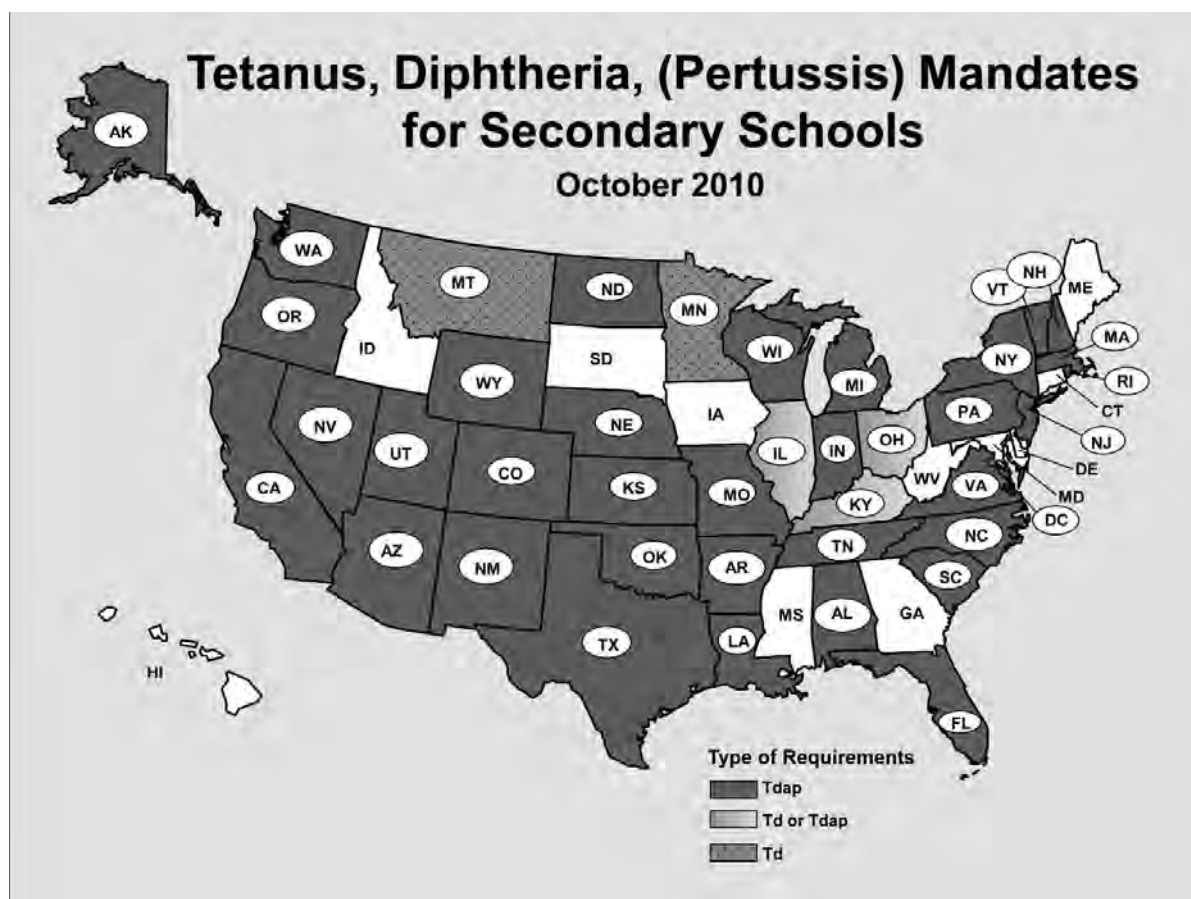 Tetanus, Diphtheria, (Pertussis) Mandates
for Secondary Schools
October 2010
AK
WA
MT
ND
MN
VT
NH
ME
OR
ID
WY
SD
WI
MI
NY
MA
RI
CT
NV
UT
CO
NE
IA
IL
IN
OH
PA
NJ
DE
CA
KS
MO
KY
WV
VA
MD
DC
AZ
NM
OK
AR
TN
NC
SC
TX
LA
MS
AL
GA
HI
FL
Type of Requirements
Tdap
Td or Tdap
Td